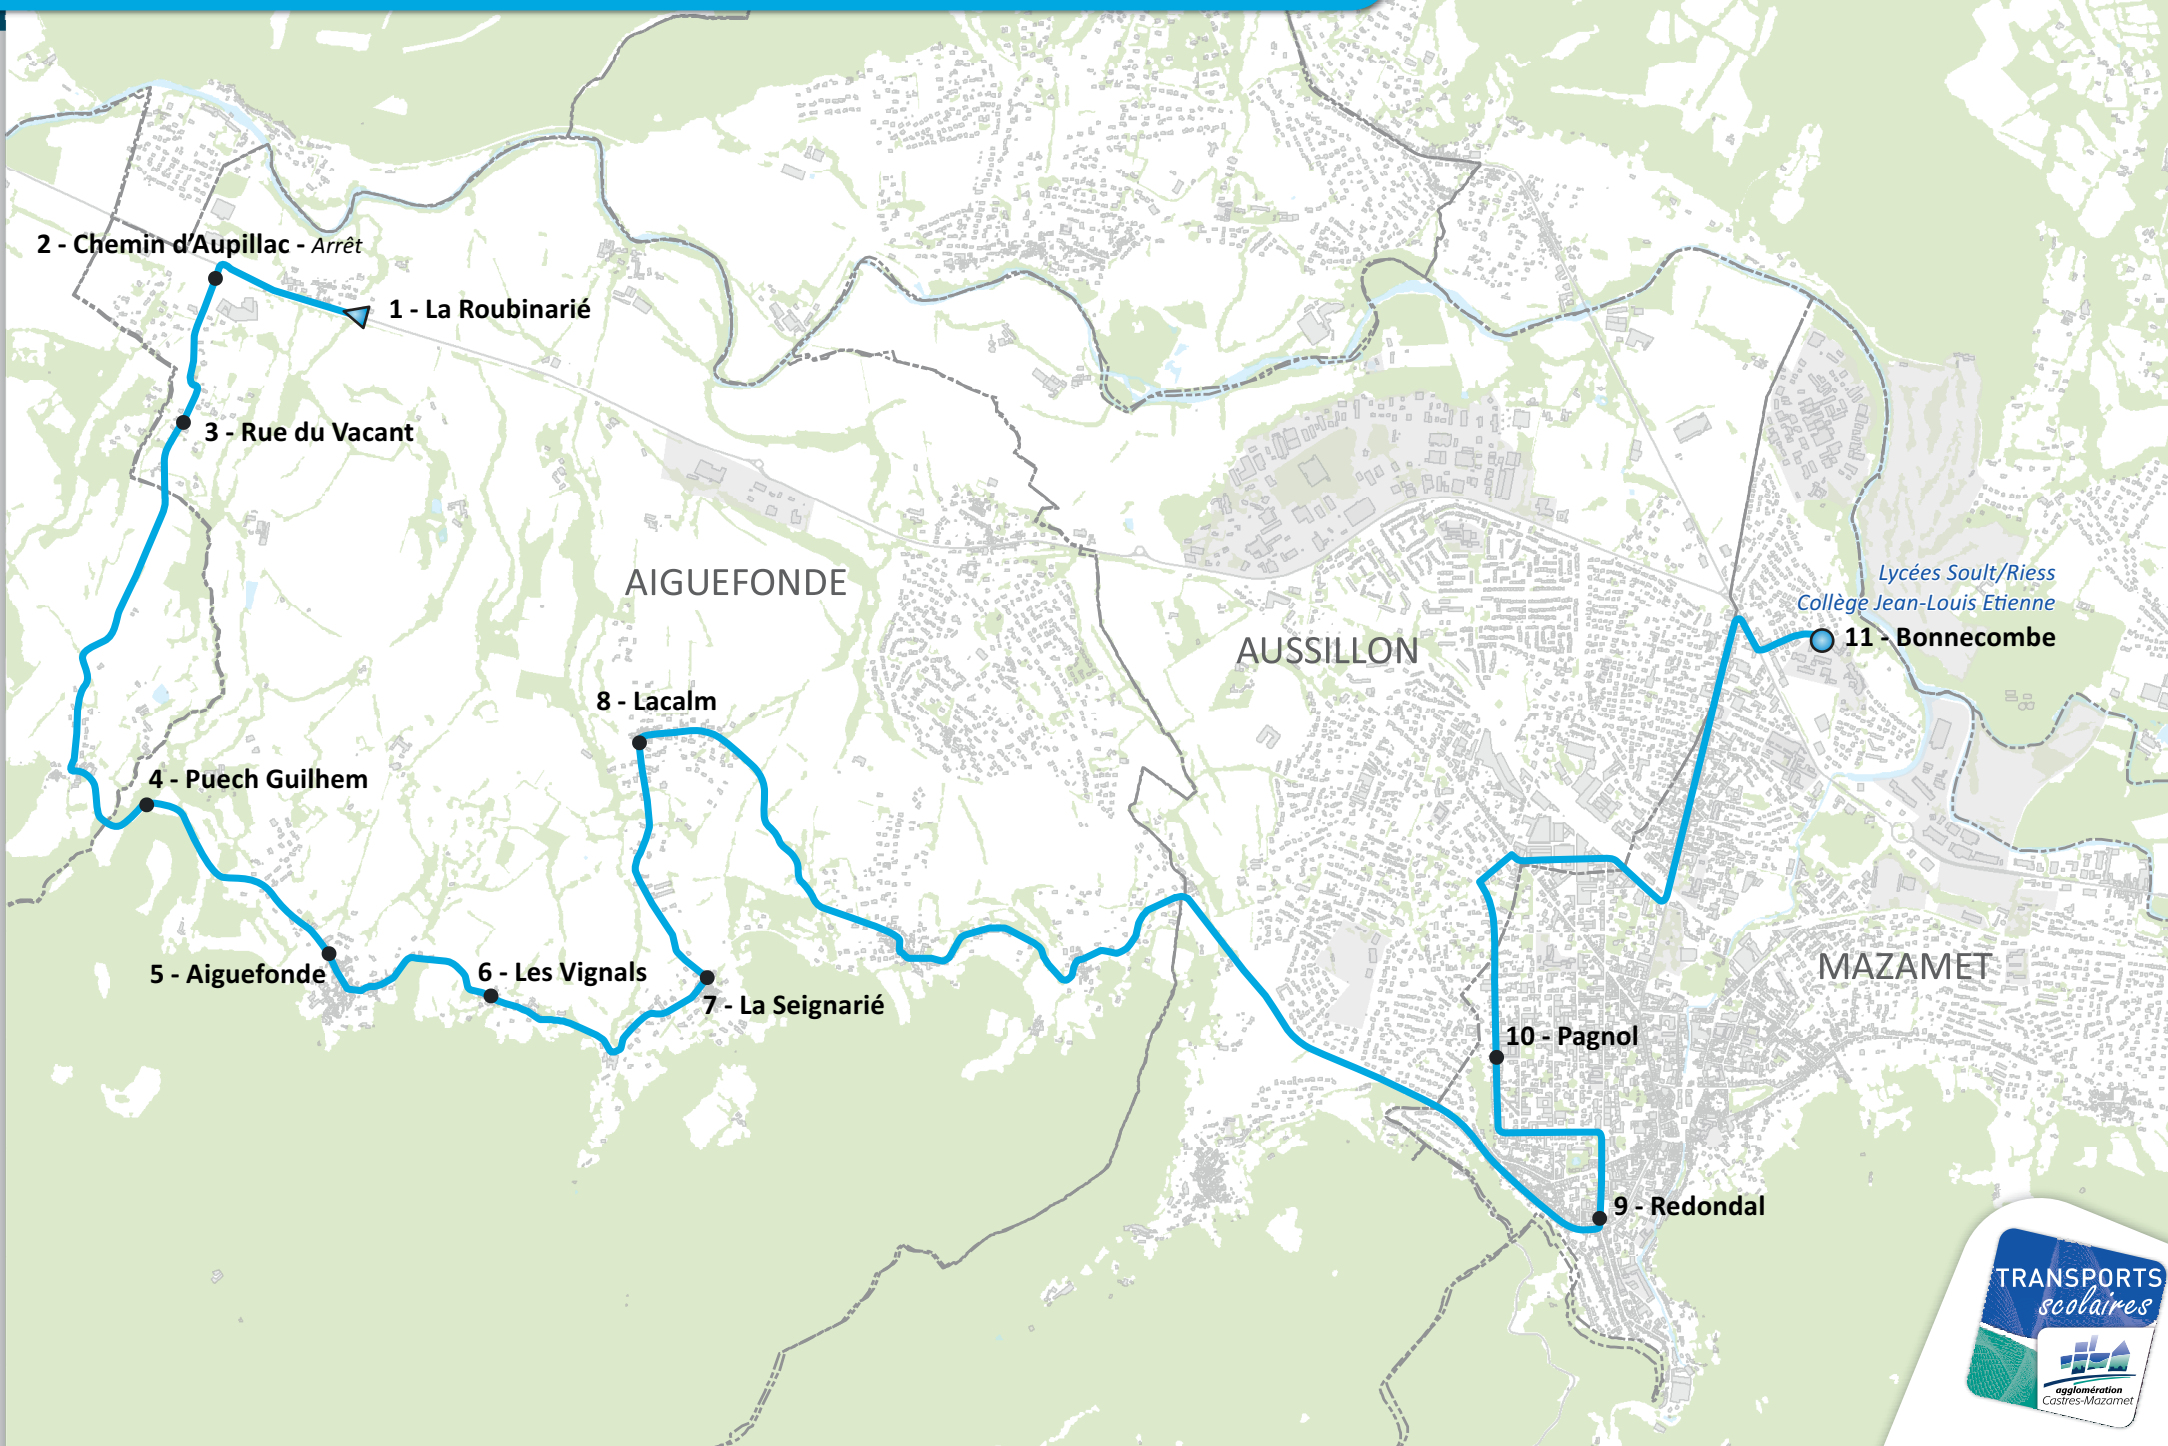 2 - Chemin d'Aupillac - Arrêt
1 - La Roubinarié
3 - Rue du Vacant
AIGUEFONDE
Lycées Soult/Riess
Collège Jean-Louis Etienne
11 - Bonnecombe
AUSSILLON
8 - Lacalm
4 - Puech Guilhem
MAZAMET
5 - Aiguefonde
6 - Les Vignals
7 - La Seignarié
10 - Pagnol
9 - Redondal
TRANSPORTS
scolaires
agglomération
Castres-Mazamet